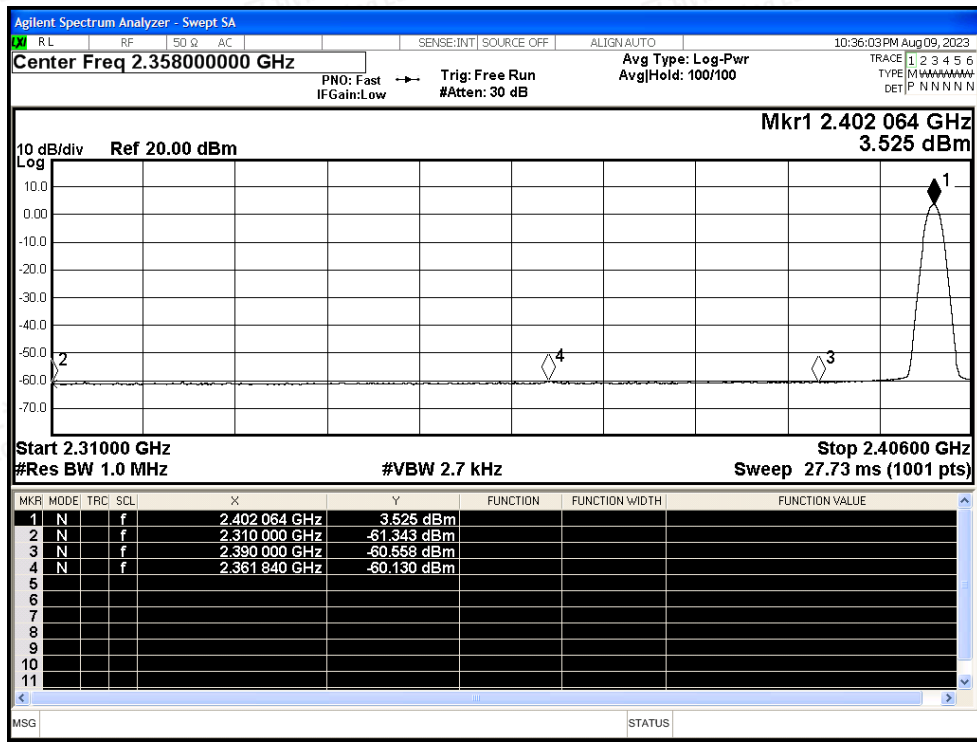 Agilent Spectrum Analyzer - Swept SA
LXI RL RF 50 Ω AC SENSE:INT SOURCE OFF ALIGN AUTO 10:36:03 PM Aug 09, 2023
Center Freq 2.358000000 GHz
PNO: Fast
IFGain:Low
Trig: Free Run
#Atten: 30 dB
Avg Type: Log-Pwr
Avg|Hold: 100/100
TRACE 1 2 3 4 5 6
TYPE M
DET P N N N N N
Mkr1 2.402 064 GHz
3.525 dBm
10 dB/div Ref 20.00 dBm
Log
10.0
0.00
-10.0
-20.0
-30.0
-40.0
-50.0
-60.0
-70.0
1
2
4
3
Start 2.31000 GHz Stop 2.40600 GHz
#Res BW 1.0 MHz #VBW 2.7 kHz Sweep 27.73 ms (1001 pts)
MKR MODE TRC SCL X Y FUNCTION FUNCTION WIDTH FUNCTION VALUE
1 N f 2.402 064 GHz 3.525 dBm
2 N f 2.310 000 GHz -61.343 dBm
3 N f 2.390 000 GHz -60.558 dBm
4 N f 2.361 840 GHz -60.130 dBm
5
6
7
8
9
10
11
MSG STATUS